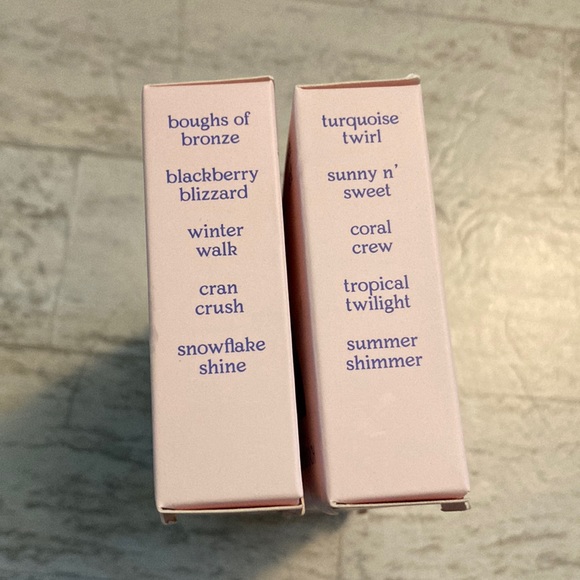 boughs of
bronze
blackberry
blizzard
winter
walk
cran
crush
snowflake
shine
turquoise
twirl
sunny n'
sweet
coral
crew
tropical
twilight
summer
shimmer